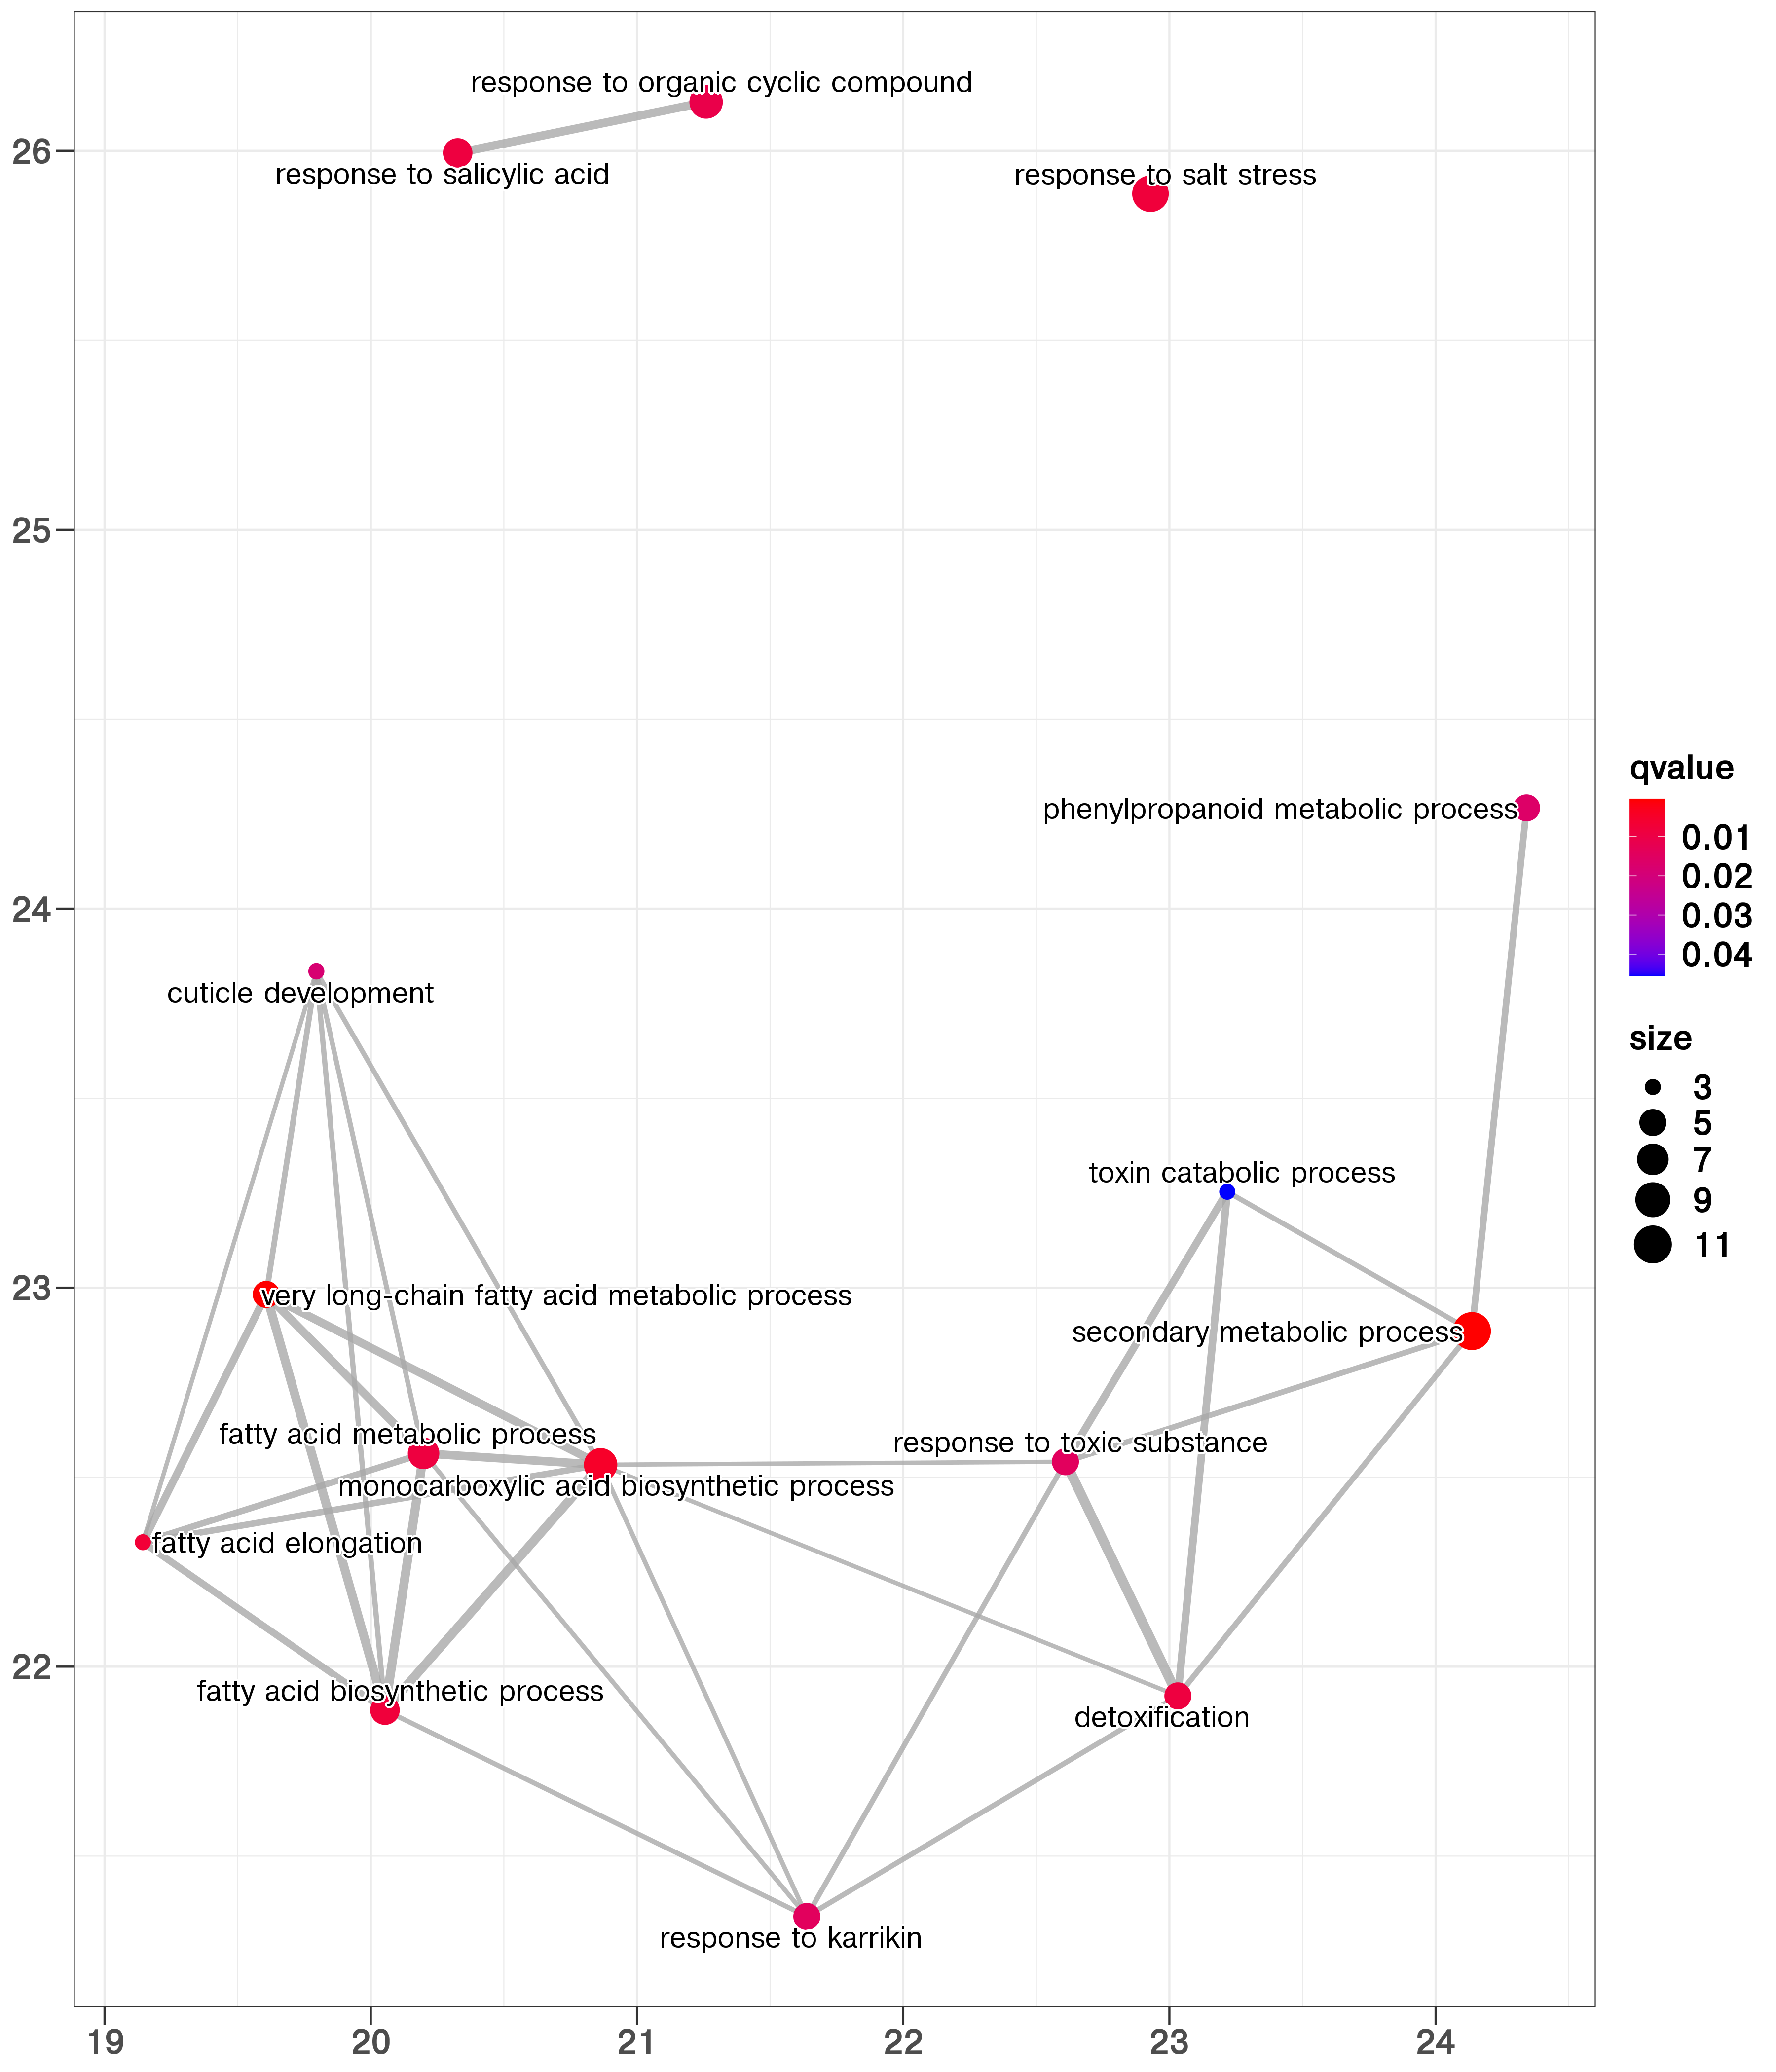 response to organic cyclic compound
26
response to salicylic acid
response to salt stress
25
qvalue
phenylpropanoid metabolic process
0.01
0.02
24
0.03
0.04
cuticle development
size
3
5
7
toxin catabolic process
9
11
23
very long-chain fatty acid metabolic process
secondary metabolic process
fatty acid metabolic process
response to toxic substance
monocarboxylic acid biosynthetic process
fatty acid elongation
22
fatty acid biosynthetic process
detoxification
response to karrikin
19 20 21 22 23 24